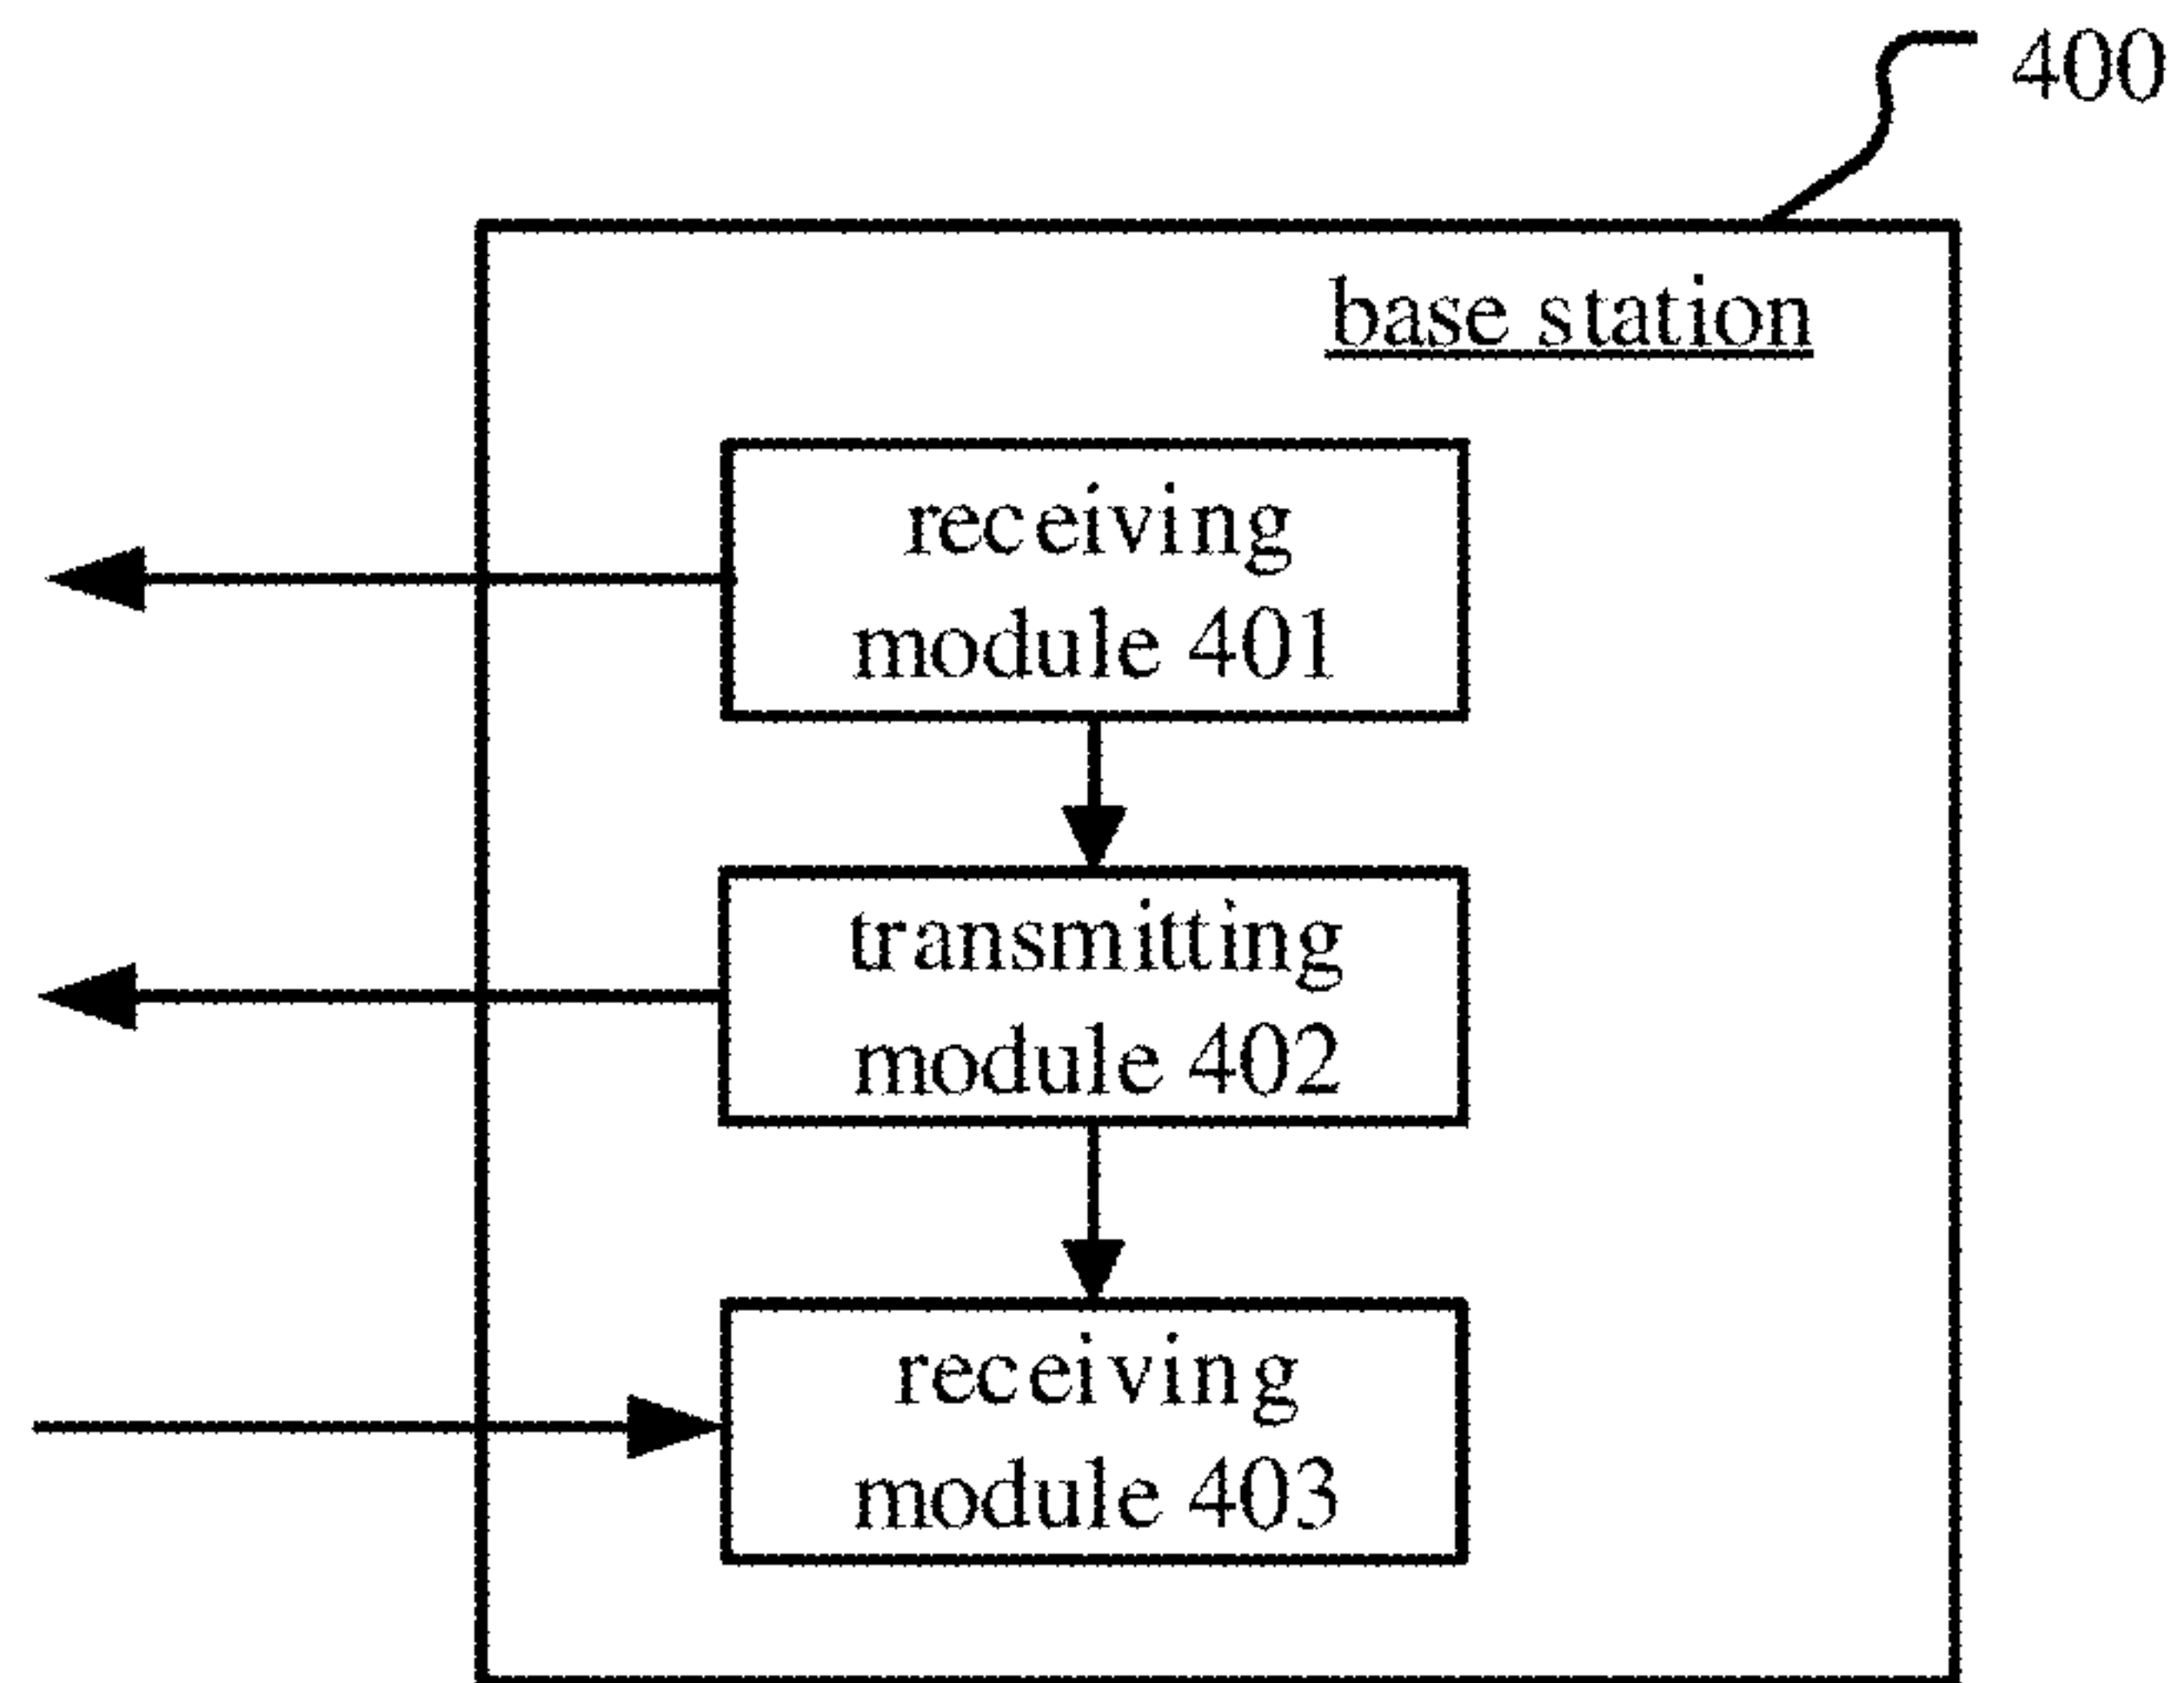 400
base station
receiving
module 401
transmitting
module 402
receiving
module 403